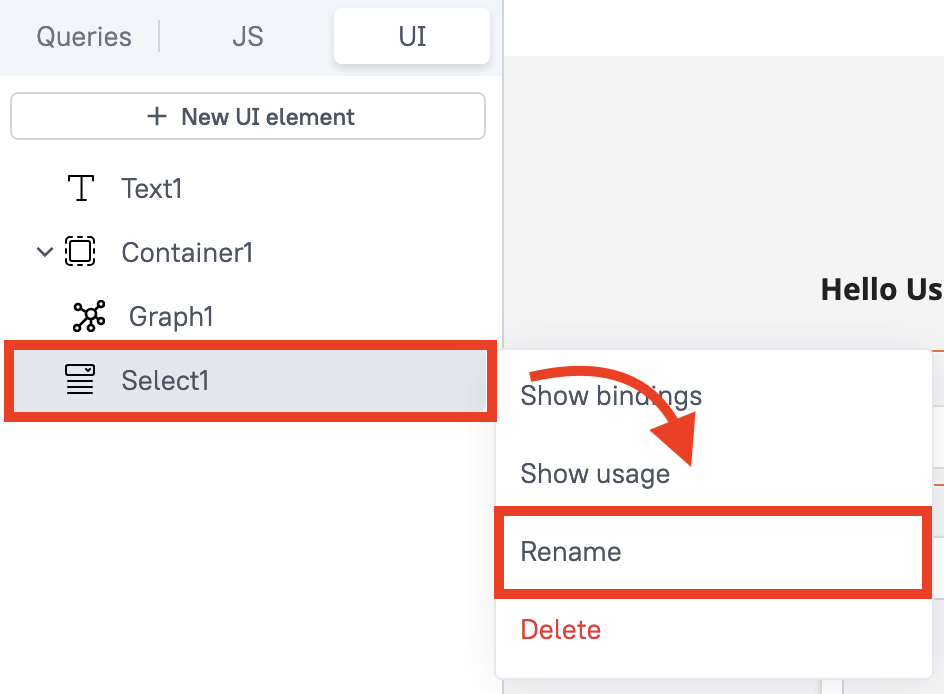 Queries JS UI
+ New UI element
Text1
Container1
Hello Us
Graph1
Select1
Show bindings
Show usage
Rename
Delete